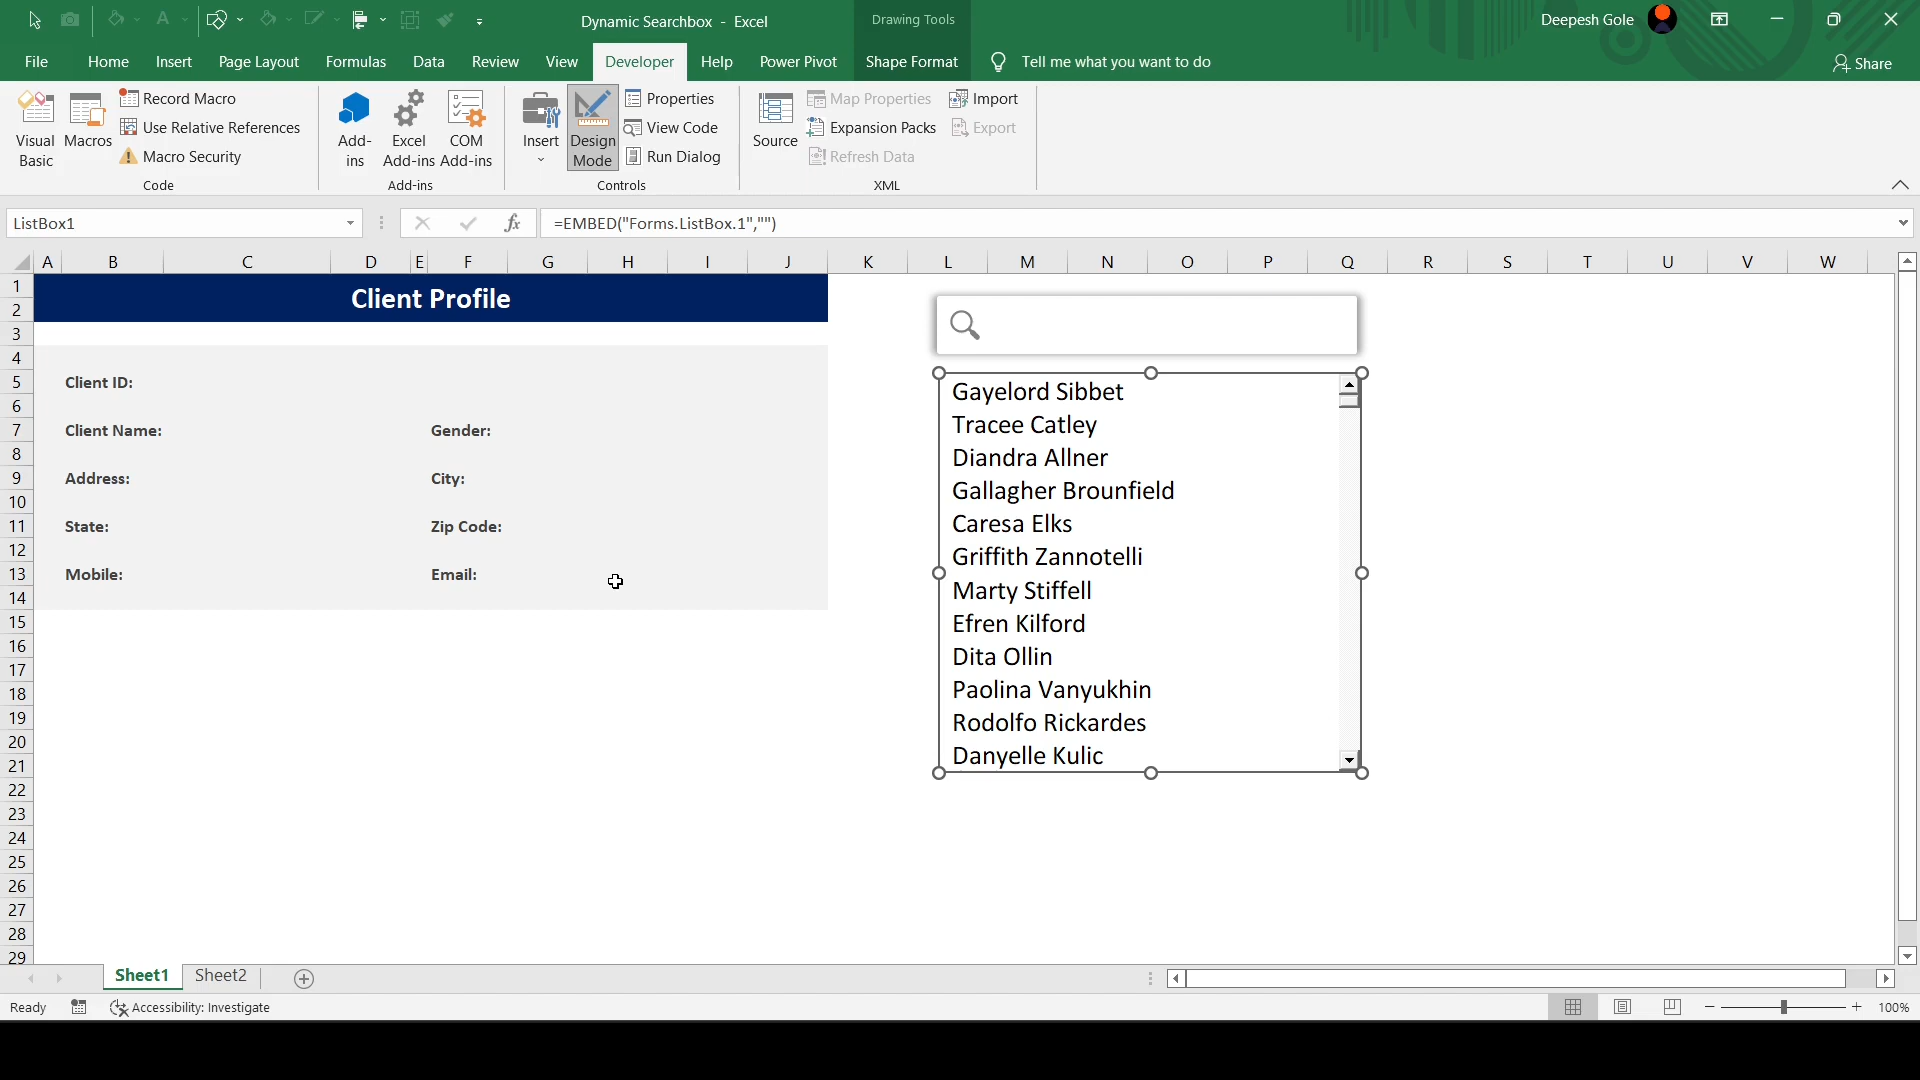 Dynamic Searchbox - Excel
Drawing Tools
Deepesh Gole
File Home Insert Page Layout Formulas Data Review View Developer Help Power Pivot Shape Format Tell me what you want to do Share
Visual Basic
Macros
Record Macro
Use Relative References
Macro Security
Code
Add-ins
Excel Add-ins
COM Add-ins
Add-ins
Insert
Design Mode
Properties
View Code
Run Dialog
Controls
Source
Map Properties
Expansion Packs
Refresh Data
Import
Export
XML
ListBox1
fx
=EMBED("Forms.ListBox.1","")
A B C D E F G H I J K L M N O P Q R S T U V W
1
2
3
4
5
6
7
8
9
10
11
12
13
14
15
16
17
18
19
20
21
22
23
24
25
26
27
28
29
Client Profile
Client ID:
Client Name: Gender:
Address: City:
State: Zip Code:
Mobile: Email:
Gayelord Sibbet
Tracee Catley
Diandra Allner
Gallagher Brounfield
Caresa Elks
Griffith Zannotelli
Marty Stiffell
Efren Kilford
Dita Ollin
Paolina Vanyukhin
Rodolfo Rickardes
Danyelle Kulic
Sheet1 Sheet2
Ready
Accessibility: Investigate
100%